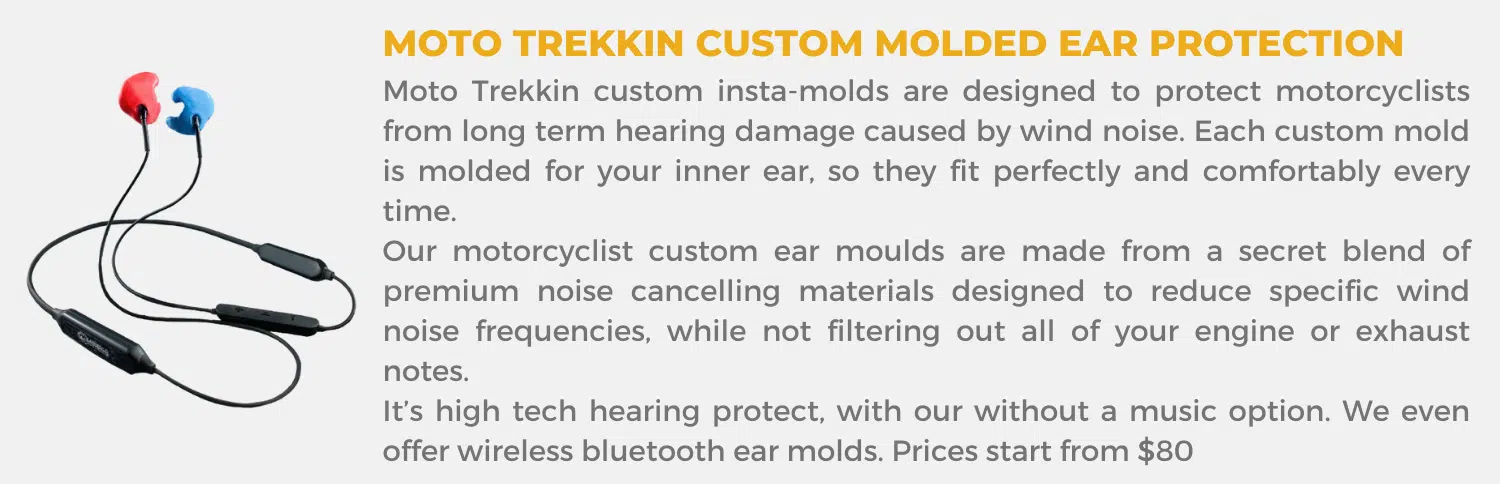 MOTO TREKKIN CUSTOM MOLDED EAR PROTECTION
Moto Trekkin custom insta-molds are designed to protect motorcyclists
from long term hearing damage caused by wind noise. Each custom mold
is molded for your inner ear, so they fit perfectly and comfortably every
time.
Our motorcyclist custom ear moulds are made from a secret blend of
premium noise cancelling materials designed to reduce specific wind
noise frequencies, while not filtering out all of your engine or exhaust
notes.
It's high tech hearing protect, with our without a music option. We even
offer wireless bluetooth ear molds. Prices start from $80